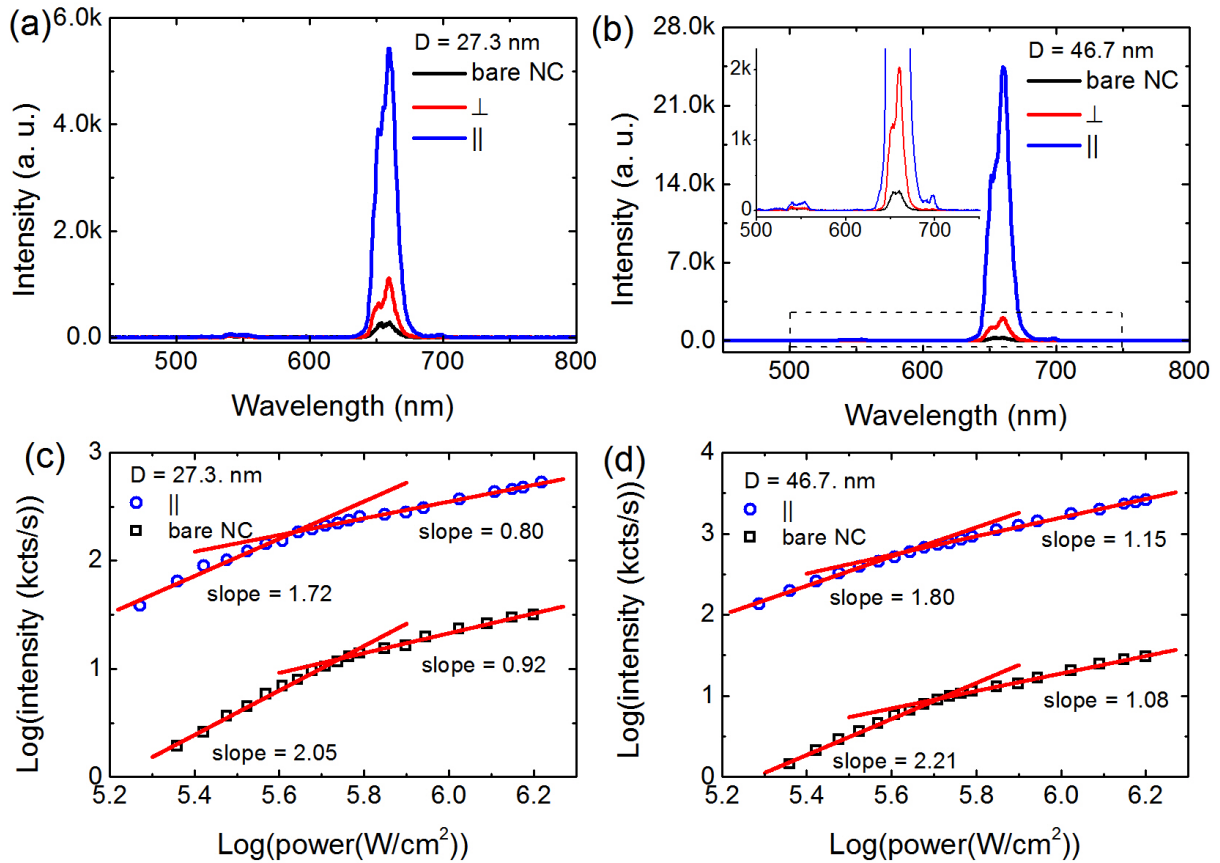 (a)
6.0k
4.0k
2.0k
0.0
Intensity (a. u.)
D = 27.3 nm
bare NC
⊥
||
500 600 700 800
Wavelength (nm)
(b)
28.0k
21.0k
14.0k
7.0k
0.0
Intensity (a. u.)
D = 46.7 nm
bare NC
⊥
||
2k
1k
0
500 600 700
500 600 700 800
Wavelength (nm)
(c)
3
2
1
0
Log(intensity (kcts/s))
D = 27.3. nm
||
bare NC
slope = 0.80
slope = 1.72
slope = 0.92
slope = 2.05
5.2 5.4 5.6 5.8 6.0 6.2
Log(power(W/cm²))
(d)
4
3
2
1
0
Log(intensity (kcts/s))
D = 46.7. nm
||
bare NC
slope = 1.15
slope = 1.80
slope = 1.08
slope = 2.21
5.2 5.4 5.6 5.8 6.0 6.2
Log(power(W/cm²))